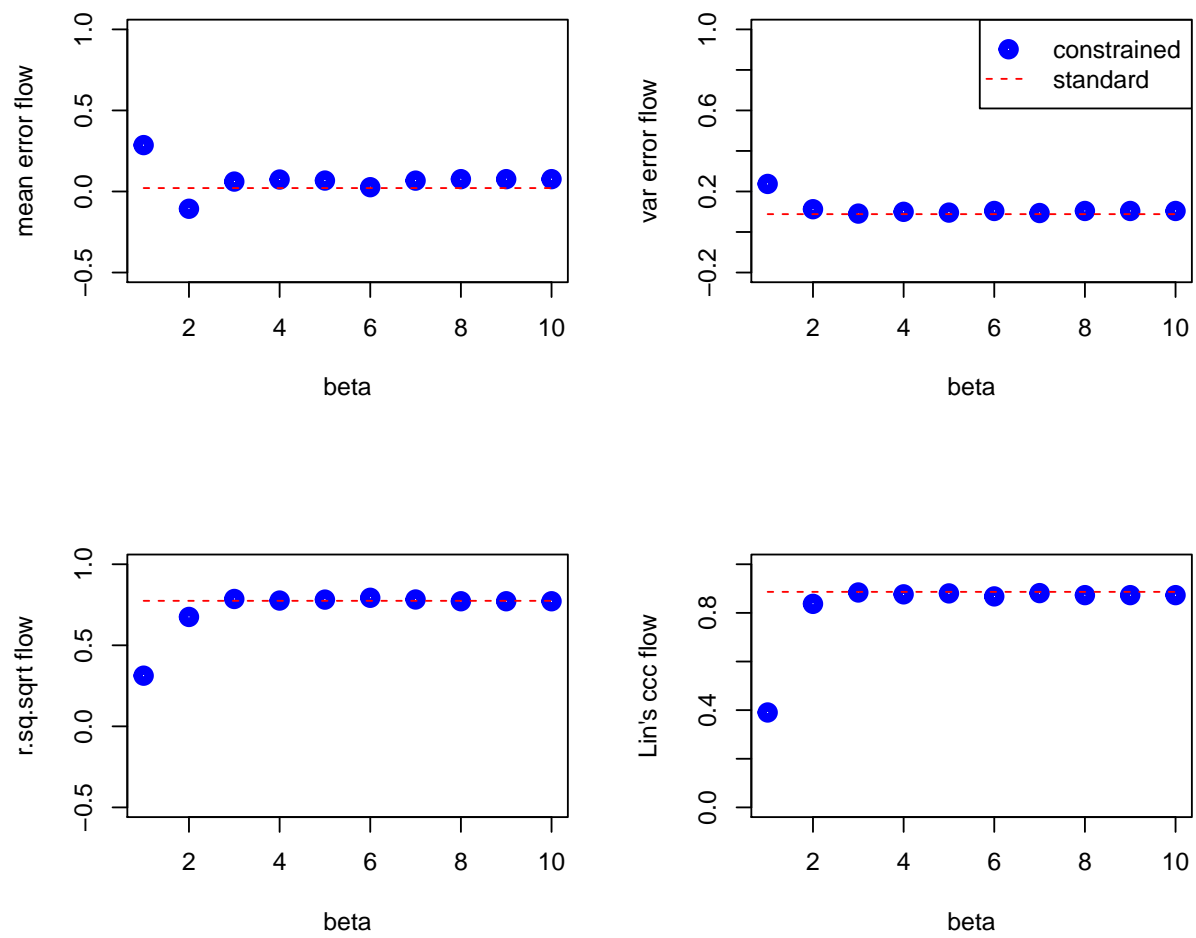 mean error flow
1.0
0.5
0.0
−0.5
2 4 6 8 10
beta
var error flow
1.0
0.6
0.2
−0.2
constrained
standard
2 4 6 8 10
beta
r.sq.sqrt flow
1.0
0.5
0.0
−0.5
2 4 6 8 10
beta
Lin's ccc flow
0.8
0.4
0.0
2 4 6 8 10
beta